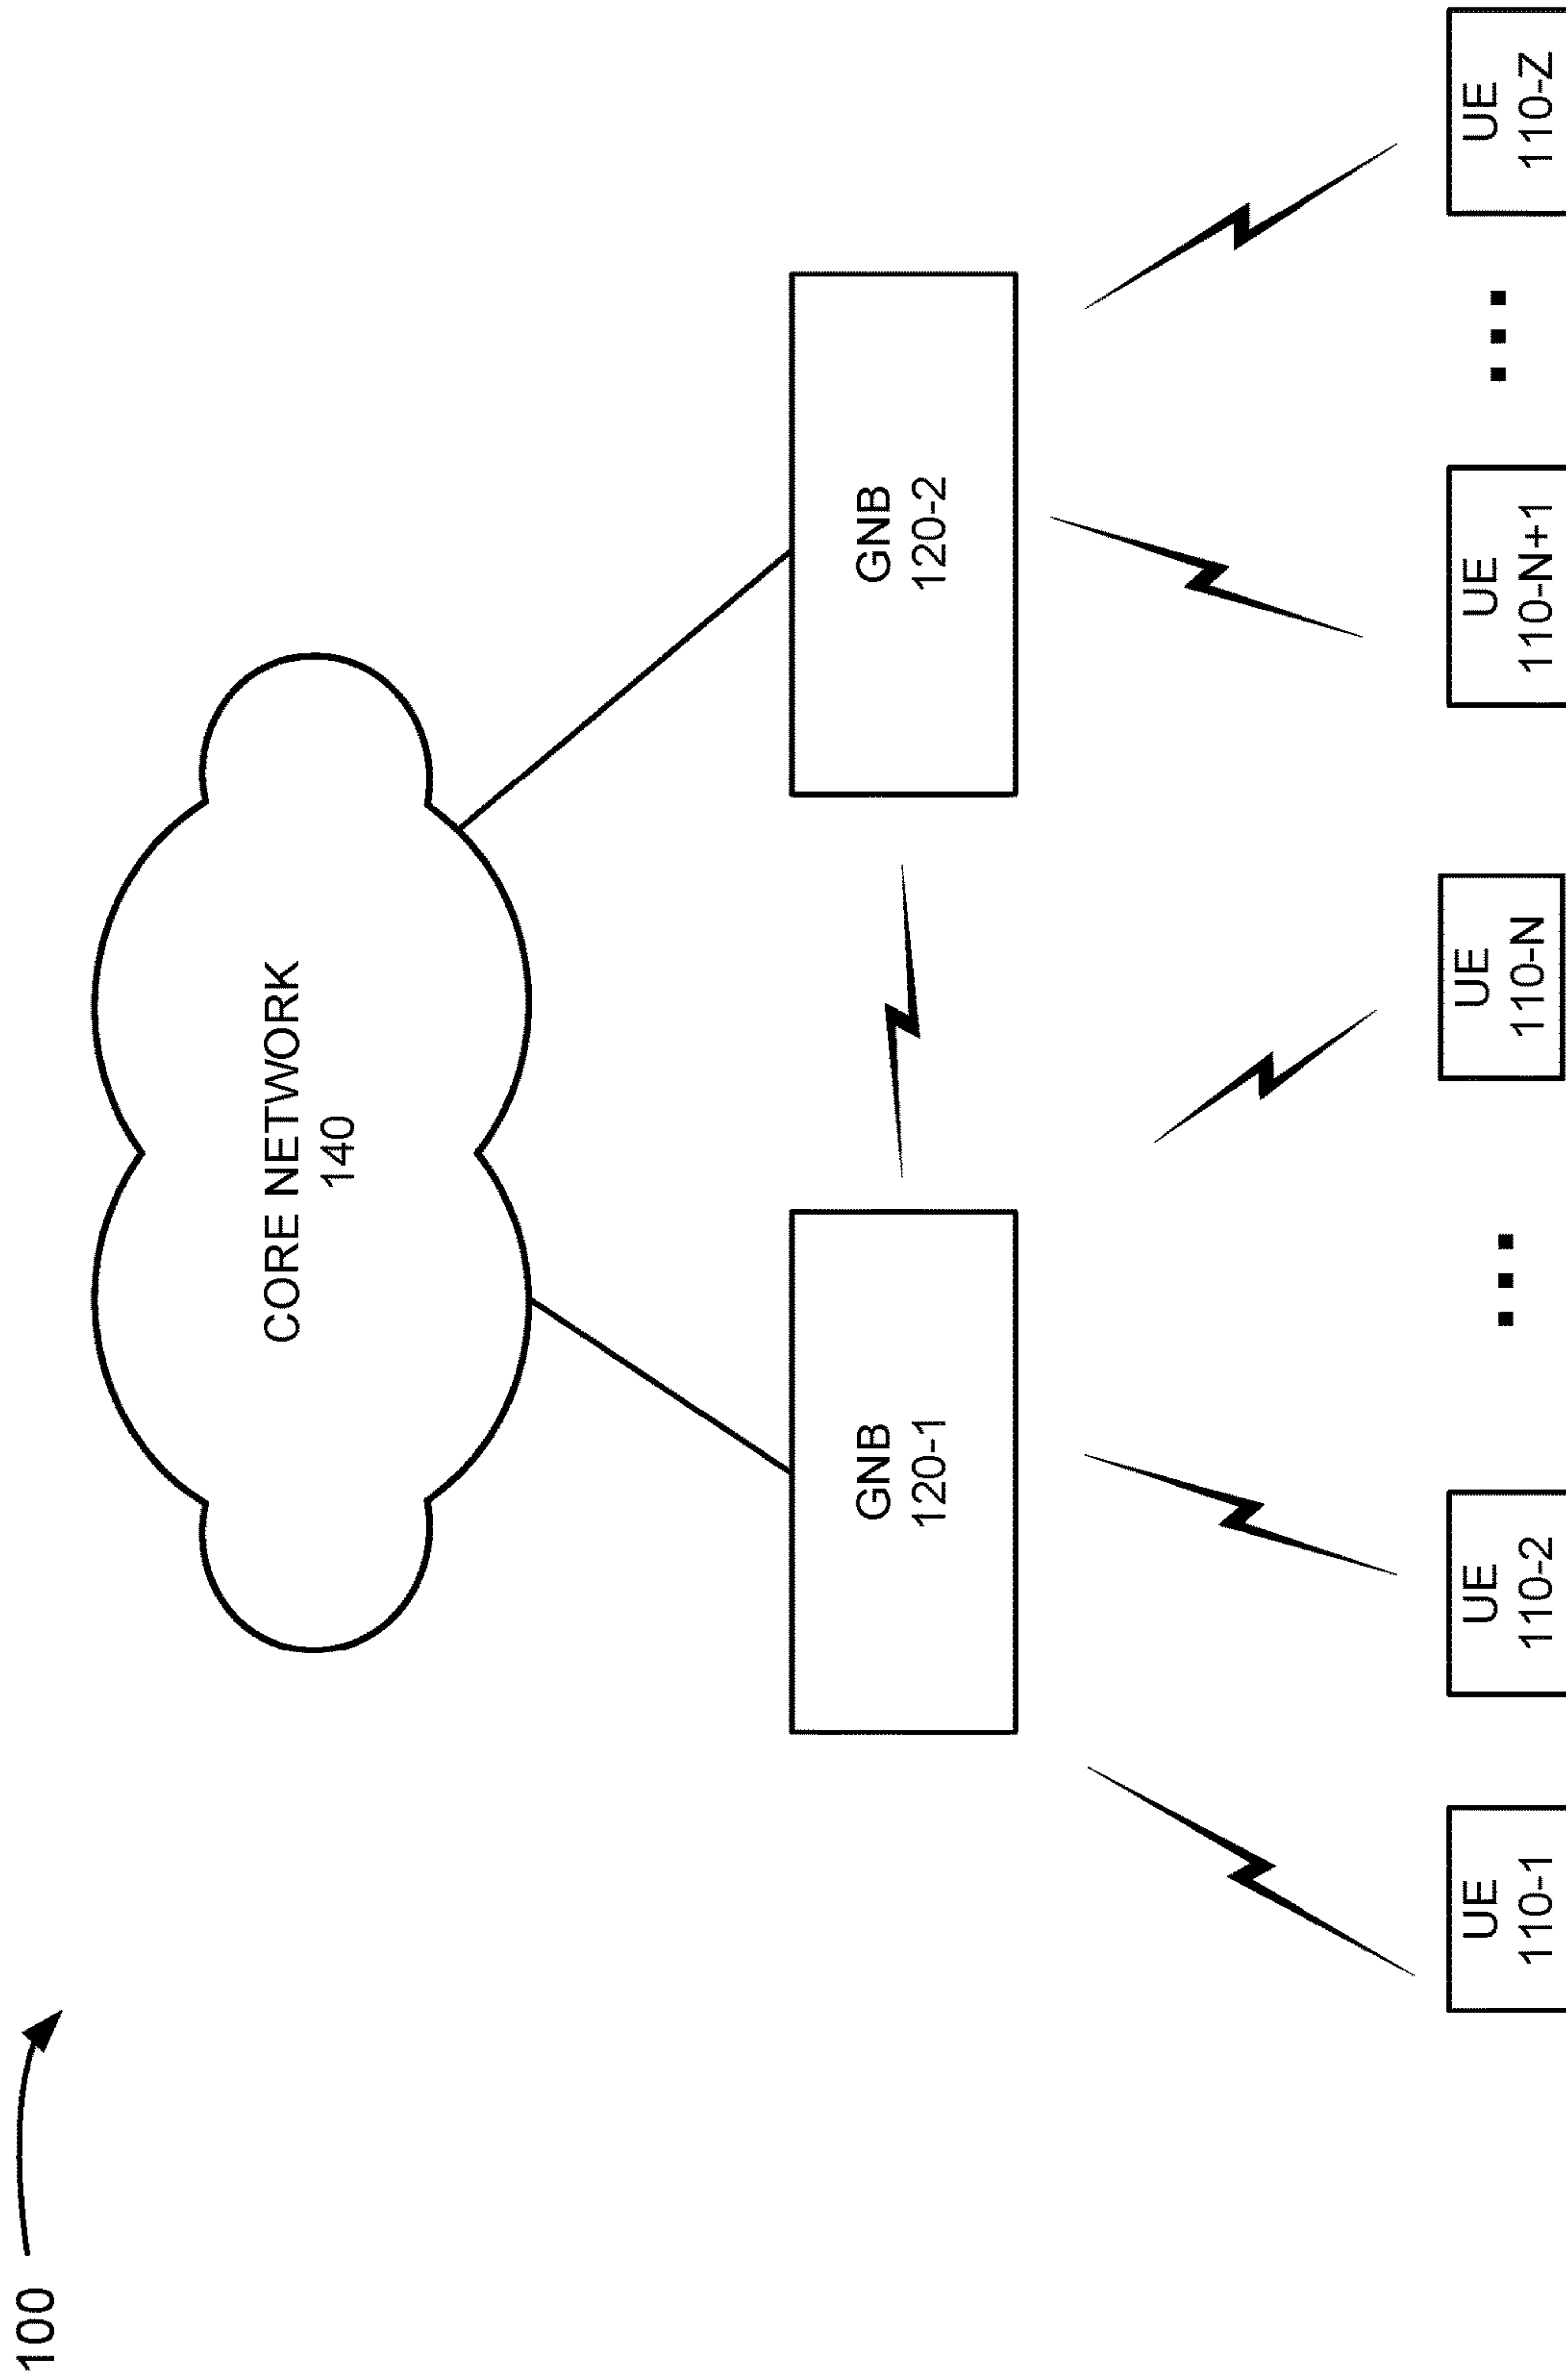 100
CORE NETWORK
140
GNB
120-1
GNB
120-2
UE
110-1
UE
110-2
UE
110-N
UE
110-N+1
UE
110-Z